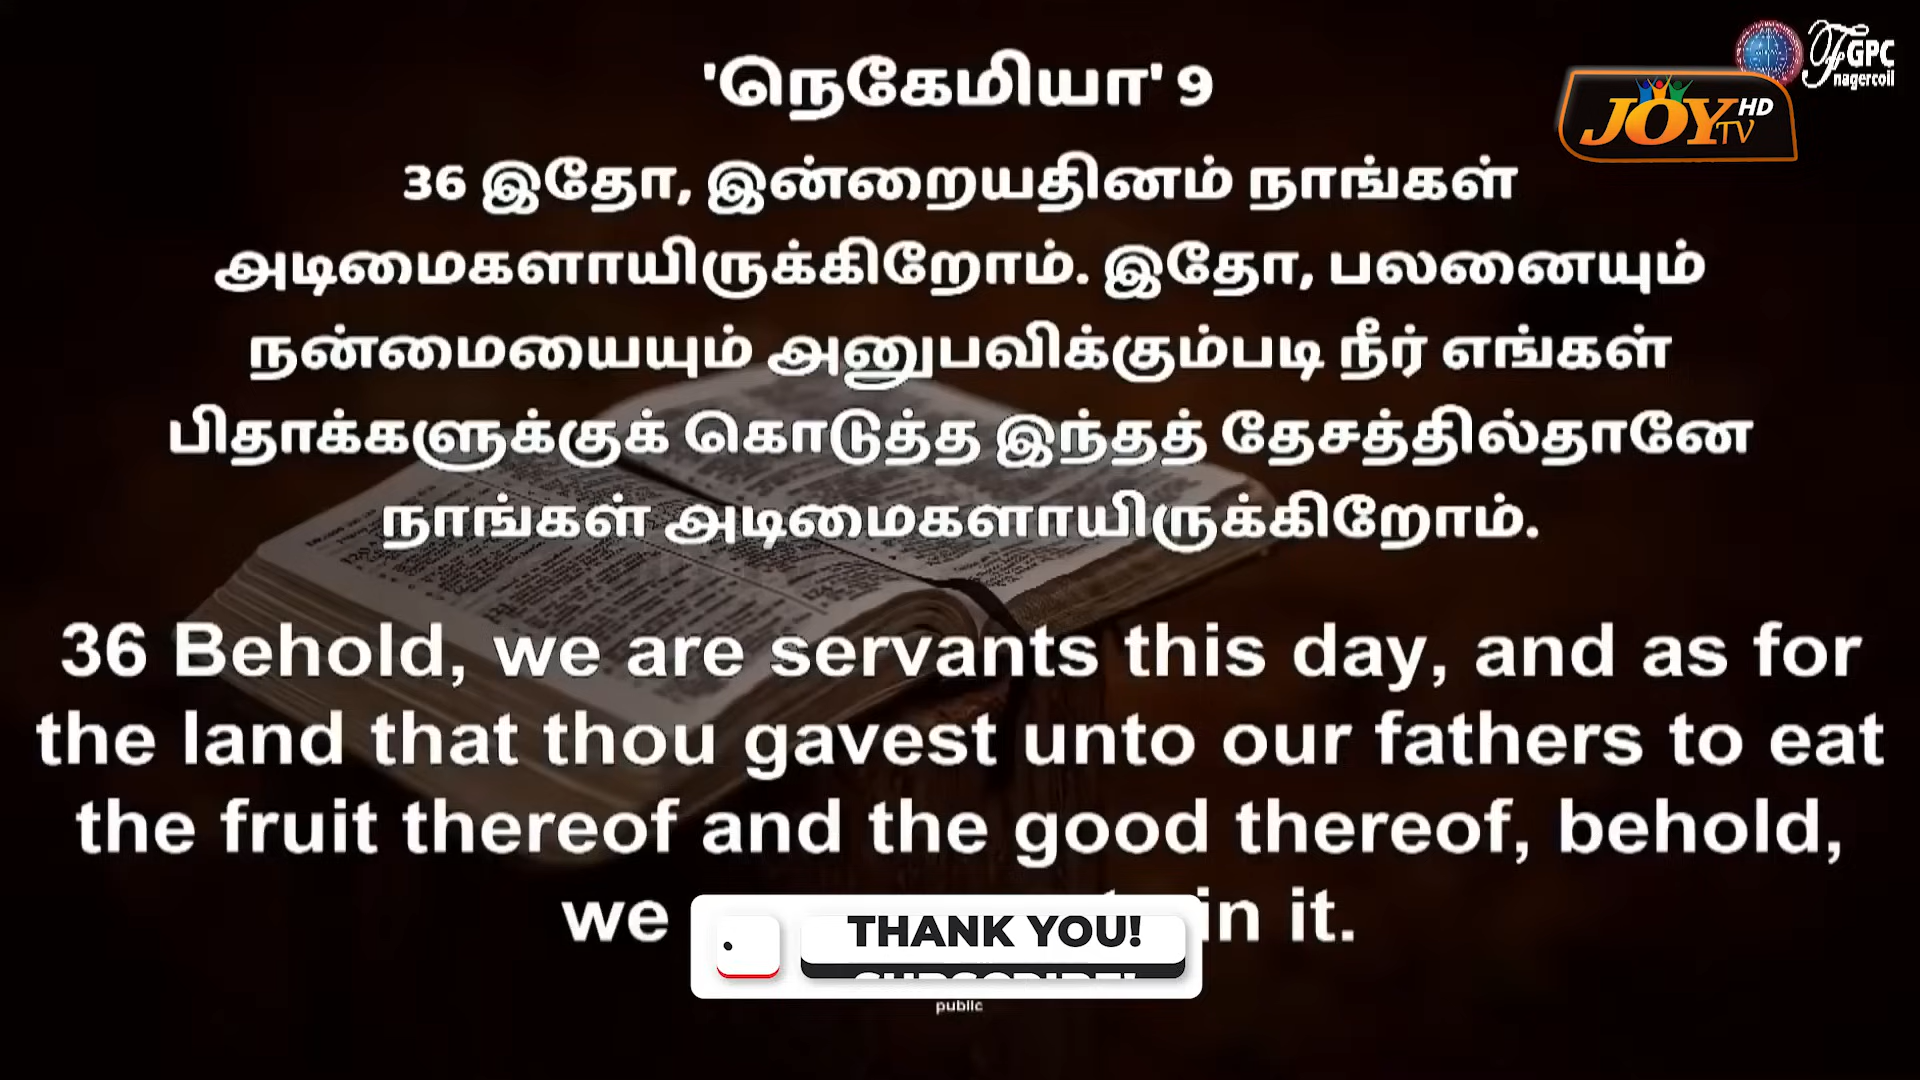 'நெகேமியா' 9
GPC
nagercoil
JOY TV HD
36 இதோ, இன்றையதினம் நாங்கள்
அடிமைகளாயிருக்கிறோம். இதோ, பலனையும்
நன்மையையும் அனுபவிக்கும்படி நீர் எங்கள்
பிதாக்களுக்குக் கொடுத்த இந்தத் தேசத்தில்தானே
நாங்கள் அடிமைகளாயிருக்கிறோம்.
36 Behold, we are servants this day, and as for
the land that thou gavest unto our fathers to eat
the fruit thereof and the good thereof, behold,
we in it.
THANK YOU!
public